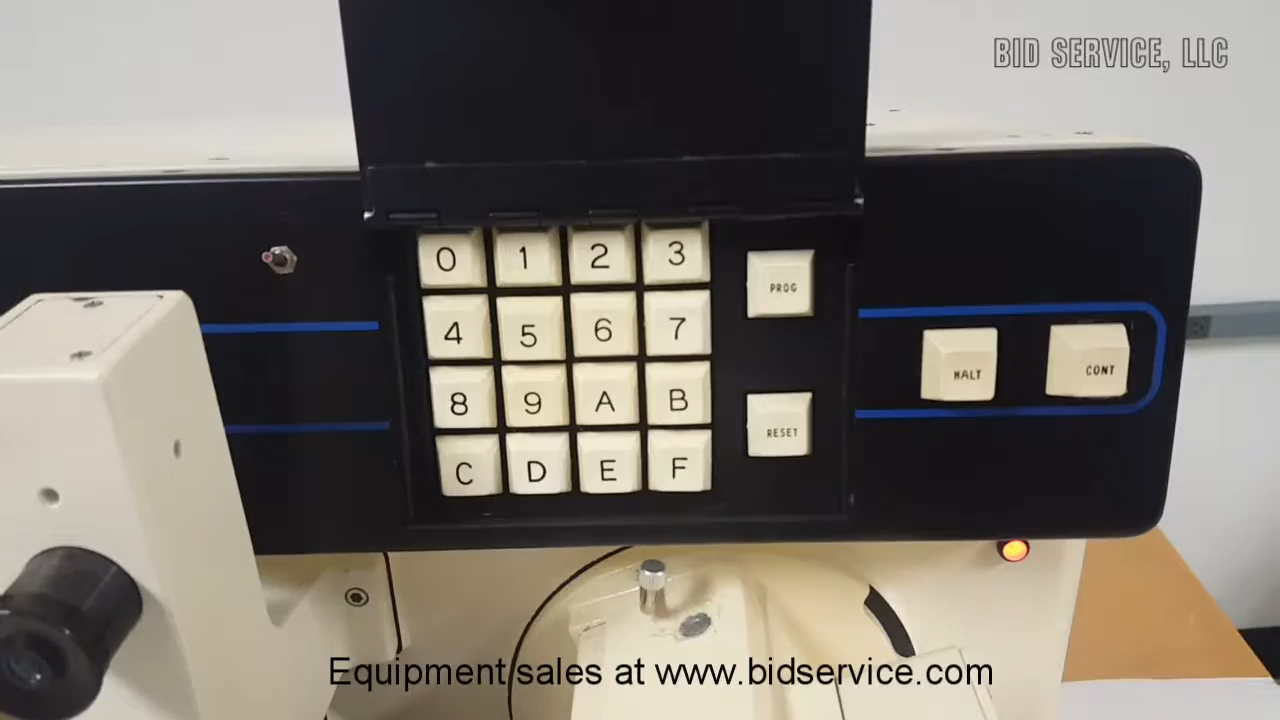 BID SERVICE, LLC
0 1 2 3
PROG
4 5 6 7
HALT CONT
8 9 A B
RESET
C D E F
Equipment sales at www.bidservice.com